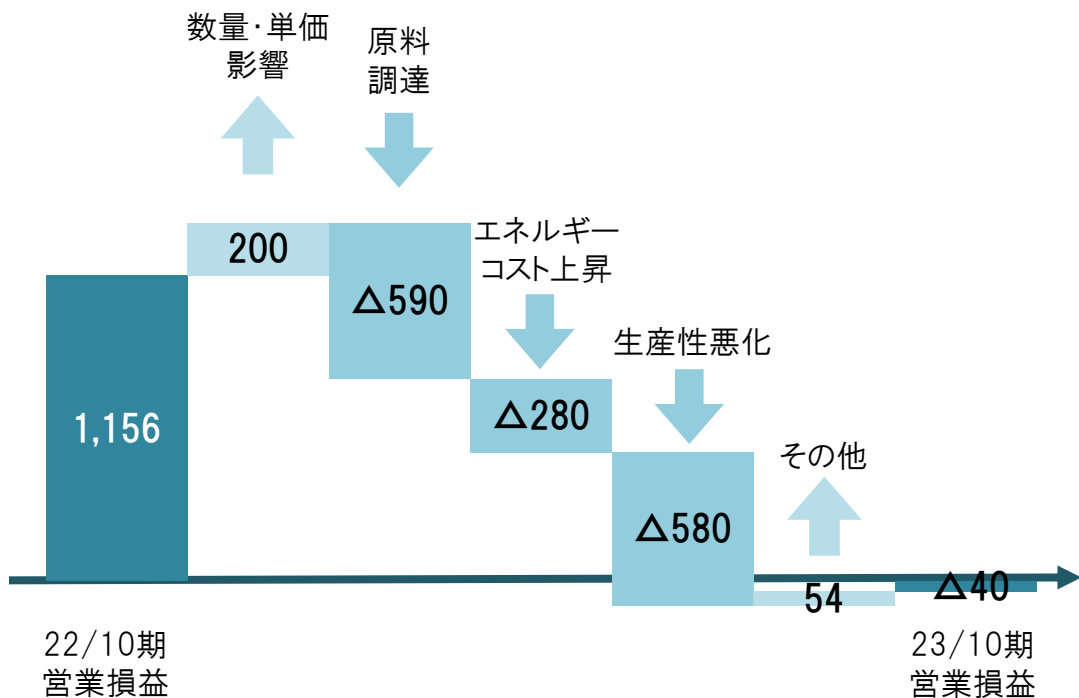 数量・単価
影響
原料
調達
200
△590
エネルギー
コスト上昇
1,156
△280
生産性悪化
△580
その他
54
△40
22/10期
営業損益
23/10期
営業損益